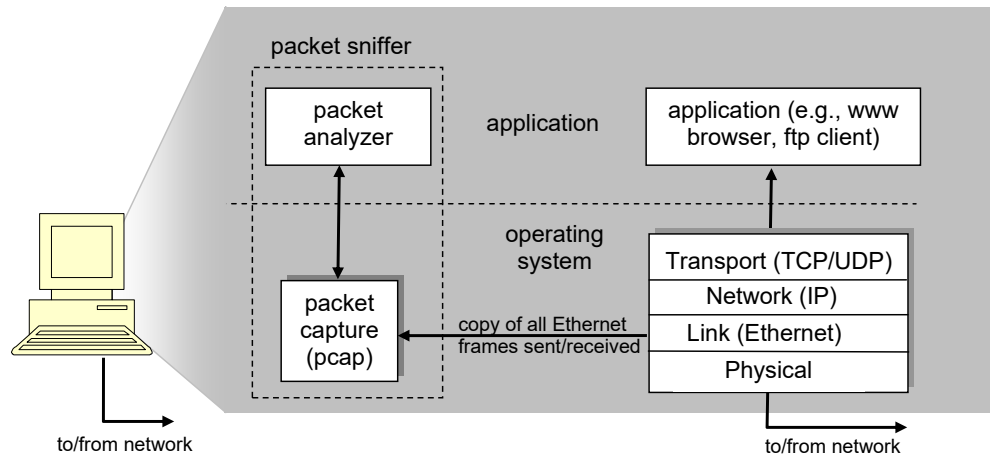 packet sniffer
packet
analyzer
application
application (e.g., www
browser, ftp client)
operating
system
packet
capture
(pcap)
copy of all Ethernet
frames sent/received
Transport (TCP/UDP)
Network (IP)
Link (Ethernet)
Physical
to/from network
to/from network